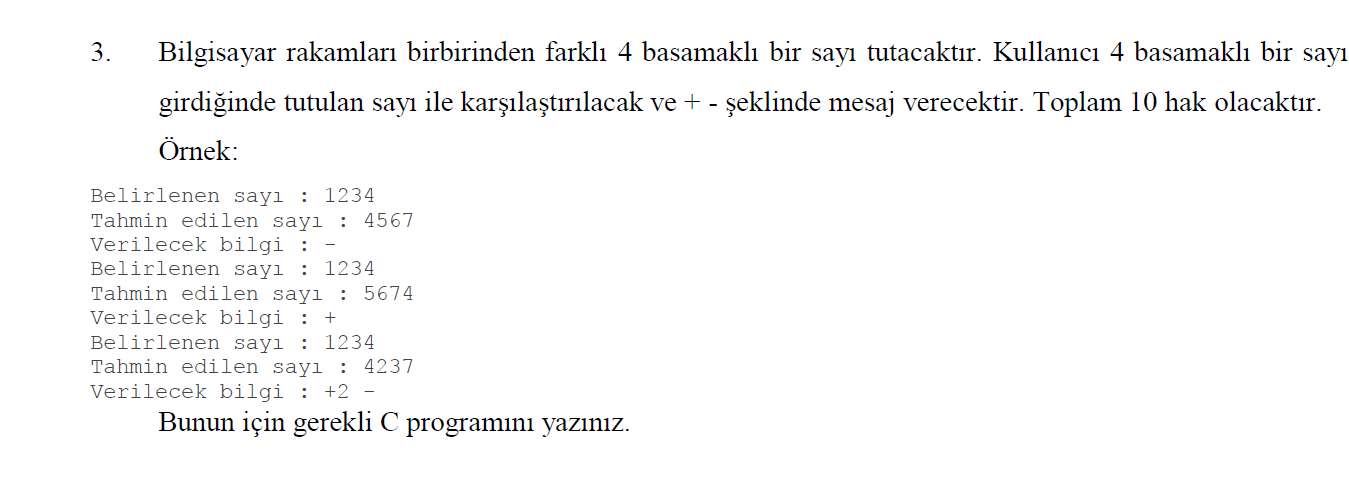 3. Bilgisayar rakamları birbirinden farklı 4 basamaklı bir sayı tutacaktır. Kullanıcı 4 basamaklı bir sayı
girdiğinde tutulan sayı ile karşılaştırılacak ve + - şeklinde mesaj verecektir. Toplam 10 hak olacaktır.
Örnek:
Belirlenen sayı : 1234
Tahmin edilen sayı : 4567
Verilecek bilgi : -
Belirlenen sayı : 1234
Tahmin edilen sayı : 5674
Verilecek bilgi : +
Belirlenen sayı : 1234
Tahmin edilen sayı : 4237
Verilecek bilgi : +2 -
Bunun için gerekli C programını yazınız.